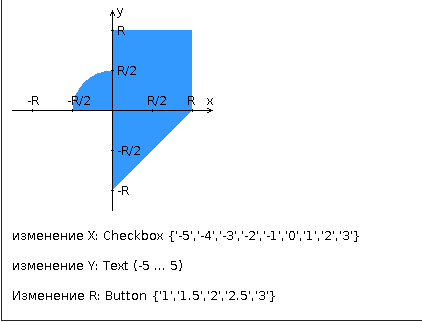 y
R
R/2
-R -R/2 R/2 R x
-R/2
-R
изменение X: Checkbox {'-5','-4','-3','-2','-1','0','1','2','3'}
изменение Y: Text (-5 ... 5)
Изменение R: Button {'1','1.5','2','2.5','3'}